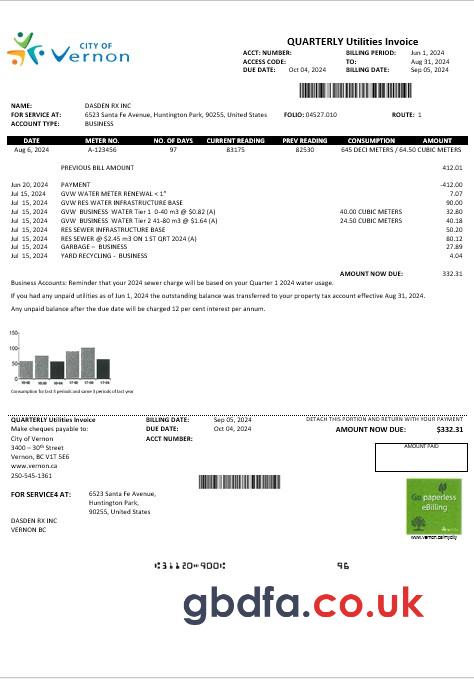 CITY OF
Vernon
QUARTERLY Utilities Invoice
ACCT. NUMBER: BILLING PERIOD: Jun 1, 2024
ACCESS CODE: TO: Aug 31, 2024
DUE DATE: Oct 04, 2024 BILLING DATE: Sep 05, 2024
NAME: DASDEN RX INC
FOR SERVICE AT: 6523 Santa Fe Avenue, Huntington Park, 90255, United States FOLIO: 04527.010 ROUTE: 1
ACCOUNT TYPE: BUSINESS
DATE METER NO. NO. OF DAYS CURRENT READING PREV READING CONSUMPTION AMOUNT
Aug 6, 2024 A-123456 97 83175 82530 645 DECI METERS / 64.50 CUBIC METERS
PREVIOUS BILL AMOUNT 412.01
Jun 20, 2024 PAYMENT -412.00
Jul 15, 2024 GVW WATER METER RENEWAL < 1" 7.07
Jul 15, 2024 GVW RES WATER INFRASTRUCTURE BASE 90.00
Jul 15, 2024 GVW BUSINESS WATER Tier 1 0-40 m3 @ $0.82 (A) 40.00 CUBIC METERS 32.80
Jul 15, 2024 GVW BUSINESS WATER Tier 2 41-80 m3 @ $1.64 (A) 24.50 CUBIC METERS 40.18
Jul 15, 2024 RES SEWER INFRASTRUCTURE BASE 50.20
Jul 15, 2024 RES SEWER @ $2.45 m3 ON 1 ST QRT 2024 (A) 80.12
Jul 15, 2024 GARBAGE – BUSINESS 27.89
Jul 15, 2024 YARD RECYCLING - BUSINESS 4.04
AMOUNT NOW DUE: 332.31
Business Accounts: Reminder that your 2024 sewer charge will be based on your Quarter 1 2024 water usage.
If you had any unpaid utilities as of Jun 1, 2024 the outstanding balance was transferred to your property tax account effective Aug 31, 2024.
Any unpaid balance after the due date will be charged 12 per cent interest per annum.
150
100
50
0
Consumption for last 3 periods and same 3 periods of last year
QUARTERLY Utilities Invoice BILLING DATE: Sep 05, 2024 DETACH THIS PORTION AND RETURN WITH YOUR PAYMENT
Make cheques payable to: DUE DATE: Oct 04, 2024 AMOUNT NOW DUE: $332.31
City of Vernon ACCT NUMBER:
3400 – 30th Street
Vernon, BC V1T 5E6
www.vernon.ca
250-545-1361
AMOUNT PAID
FOR SERVICE4 AT: 6523 Santa Fe Avenue,
Huntington Park,
90255, United States
Go paperless
eBilling
DASDEN RX INC
VERNON BC
www.vernon.ca/mycity
⑆31120⑉900⑆ 96
gbdfa.co.uk